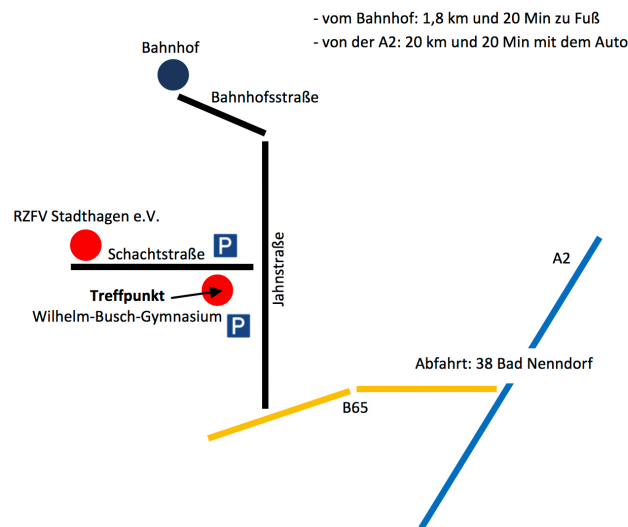 - vom Bahnhof: 1,8 km und 20 Min zu Fuß
- von der A2: 20 km und 20 Min mit dem Auto
Bahnhof
Bahnhofsstraße
RZFV Stadthagen e.V.
P
Schachtstraße
Jahnstraße
A2
Treffpunkt
Wilhelm-Busch-Gymnasium
P
Abfahrt: 38 Bad Nenndorf
B65